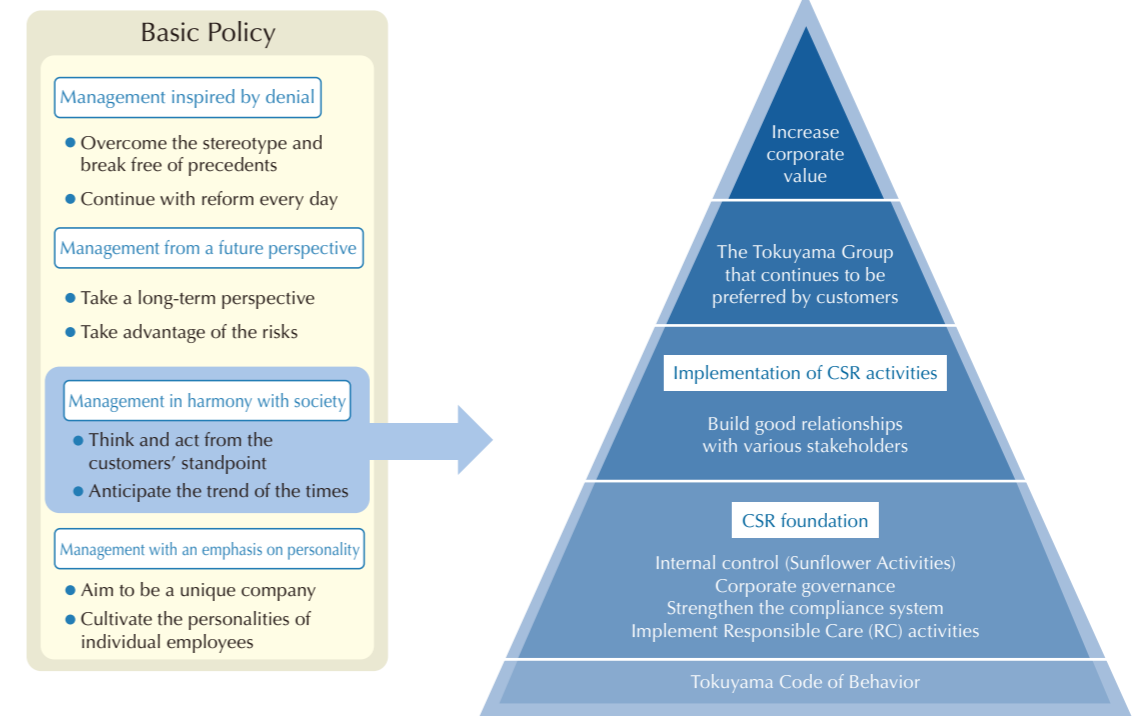 Basic Policy
Management inspired by denial
● Overcome the stereotype and
break free of precedents
● Continue with reform every day
Management from a future perspective
● Take a long-term perspective
● Take advantage of the risks
Management in harmony with society
● Think and act from the
customers’ standpoint
● Anticipate the trend of the times
Management with an emphasis on personality
● Aim to be a unique company
● Cultivate the personalities of
individual employees
Increase
corporate
value
The Tokuyama Group
that continues to be
preferred by customers
Implementation of CSR activities
Build good relationships
with various stakeholders
CSR foundation
Internal control (Sunflower Activities)
Corporate governance
Strengthen the compliance system
Implement Responsible Care (RC) activities
Tokuyama Code of Behavior